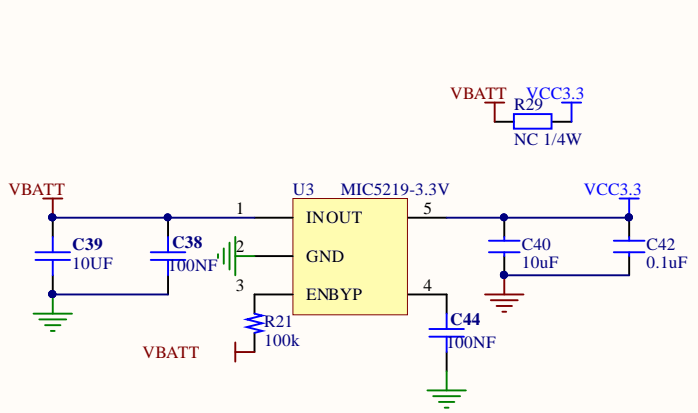 VBATT VCC3.3
R29
NC 1/4W
VBATT U3 MIC5219-3.3V VCC3.3
1 INOUT 5
C39 C38 2 C40 C42
10UF 100NF GND 10uF 0.1uF
3 ENBYP 4
R21 C44
100k 100NF
VBATT